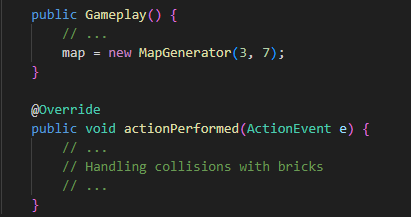 public Gameplay() {
    // ...
    map = new MapGenerator(3, 7);
}

@Override
public void actionPerformed(ActionEvent e) {
    // ...
    // Handling collisions with bricks
    // ...
}